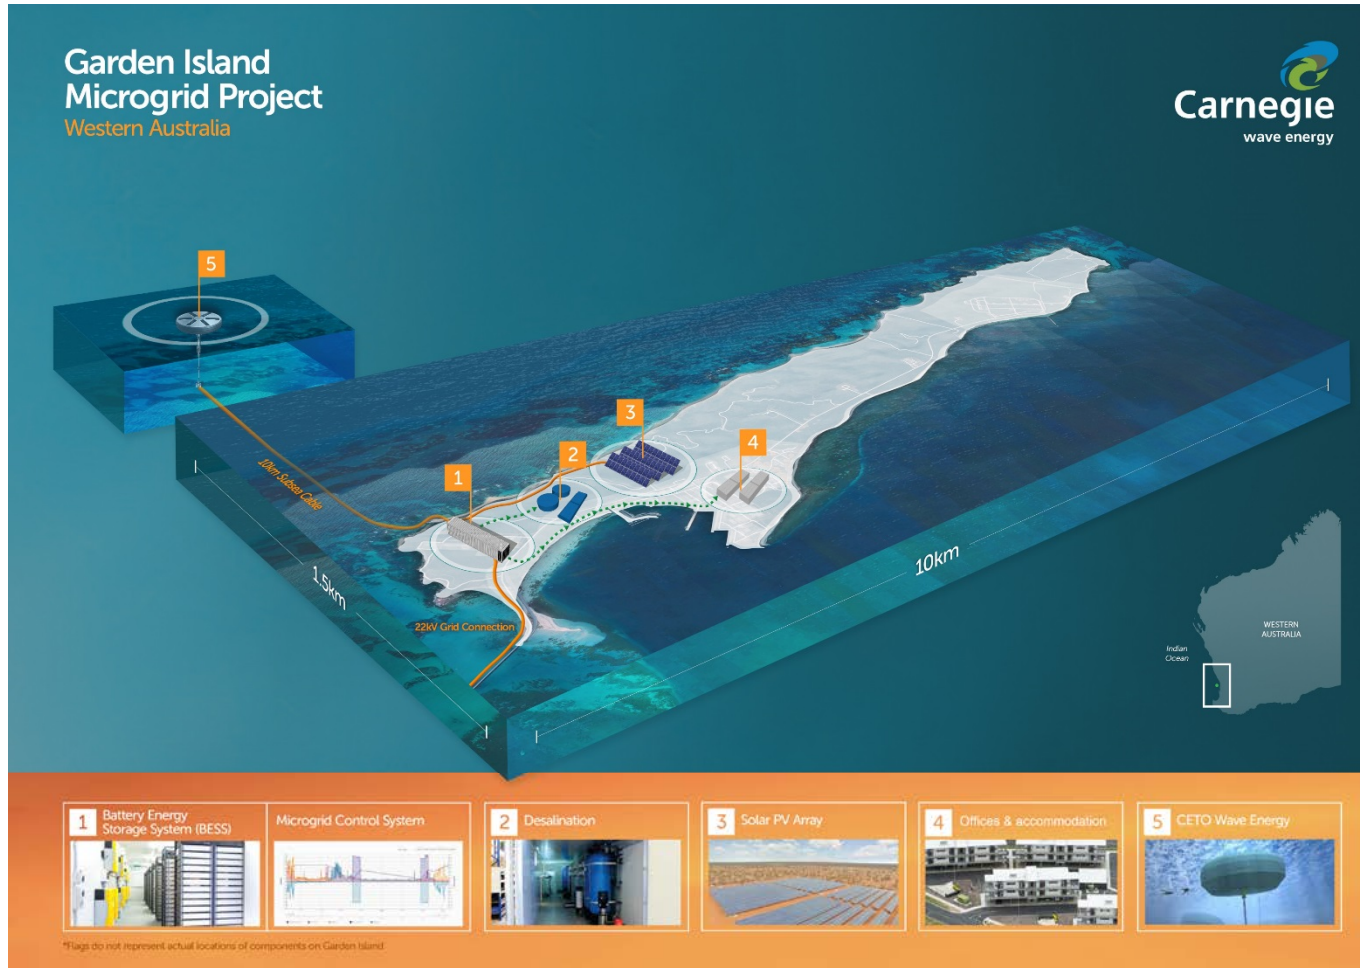 Garden Island
Microgrid Project
Western Australia
Carnegie
wave energy
5
3
4
2
1
10km Subsea Cable
1.5km
10km
22kV Grid Connection
WESTERN
AUSTRALIA
Indian
Ocean
1
Battery Energy
Storage System (BESS)
Microgrid Control System
2
Desalination
3
Solar PV Array
4
Offices & accommodation
5
CETO Wave Energy
*Flags do not represent actual locations of components on Garden Island